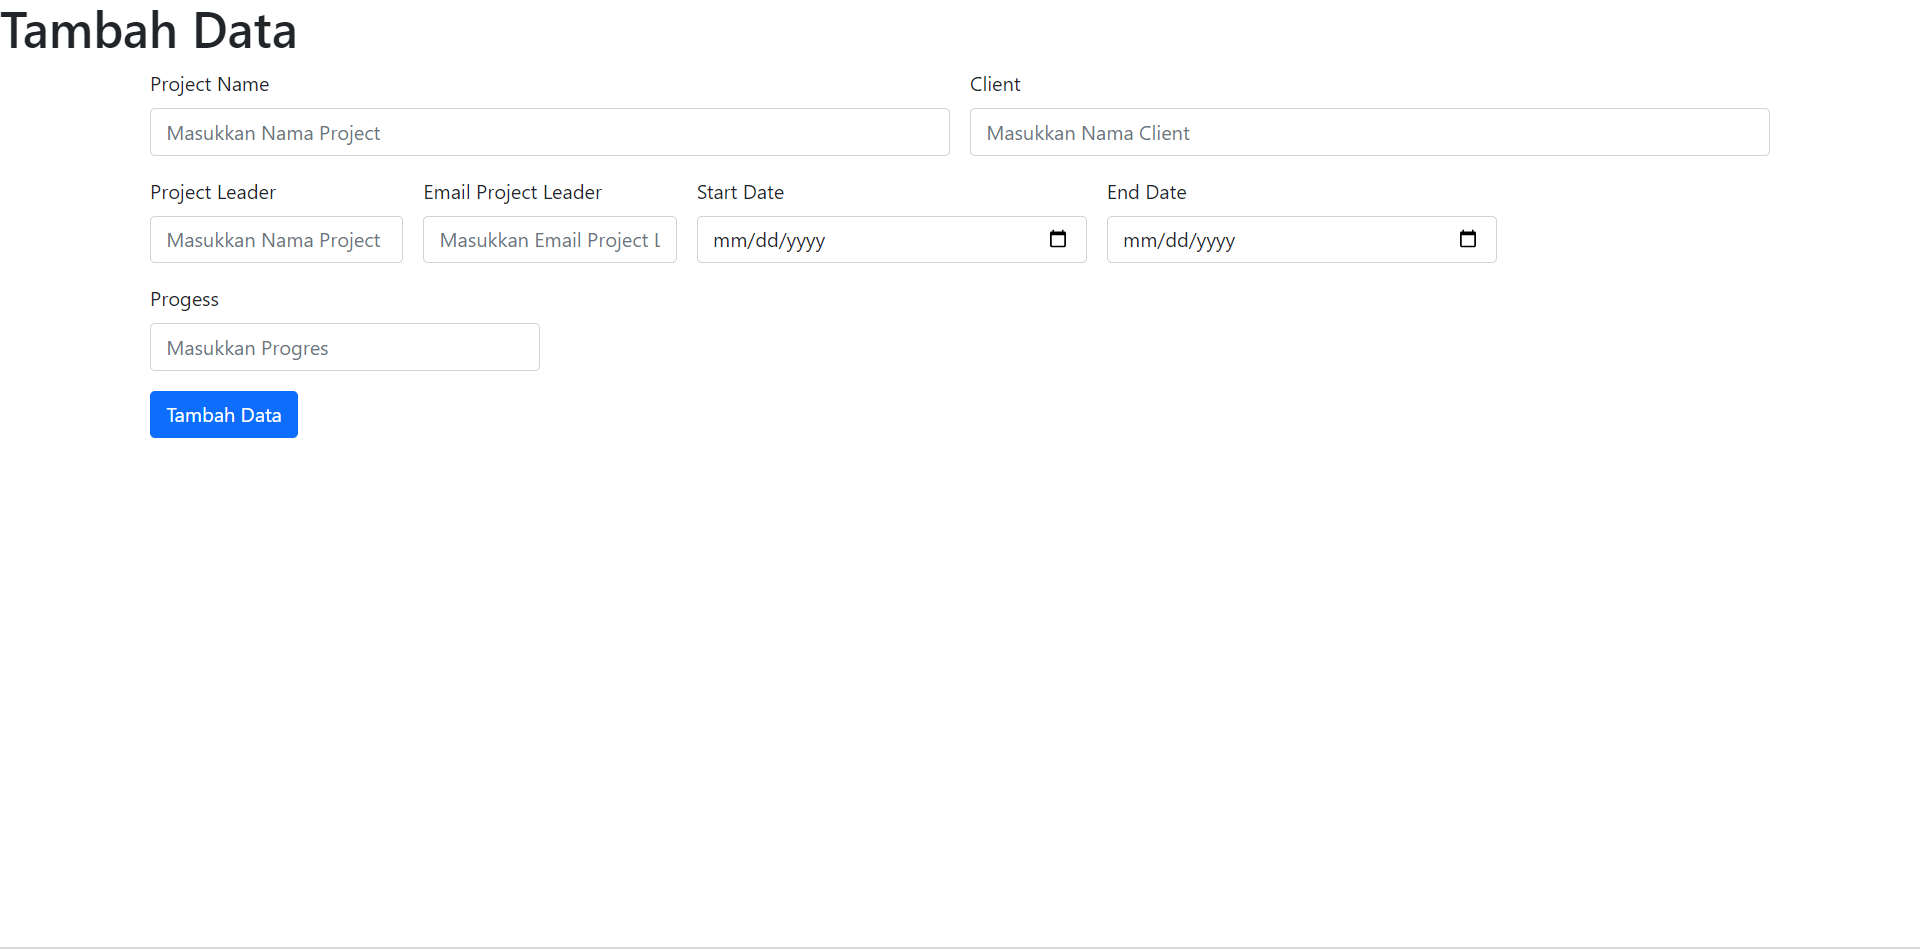 Tambah Data
Project Name
Client
Masukkan Nama Project
Masukkan Nama Client
Project Leader
Email Project Leader
Start Date
End Date
Masukkan Nama Project
Masukkan Email Project L
mm/dd/yyyy
mm/dd/yyyy
Progess
Masukkan Progres
Tambah Data